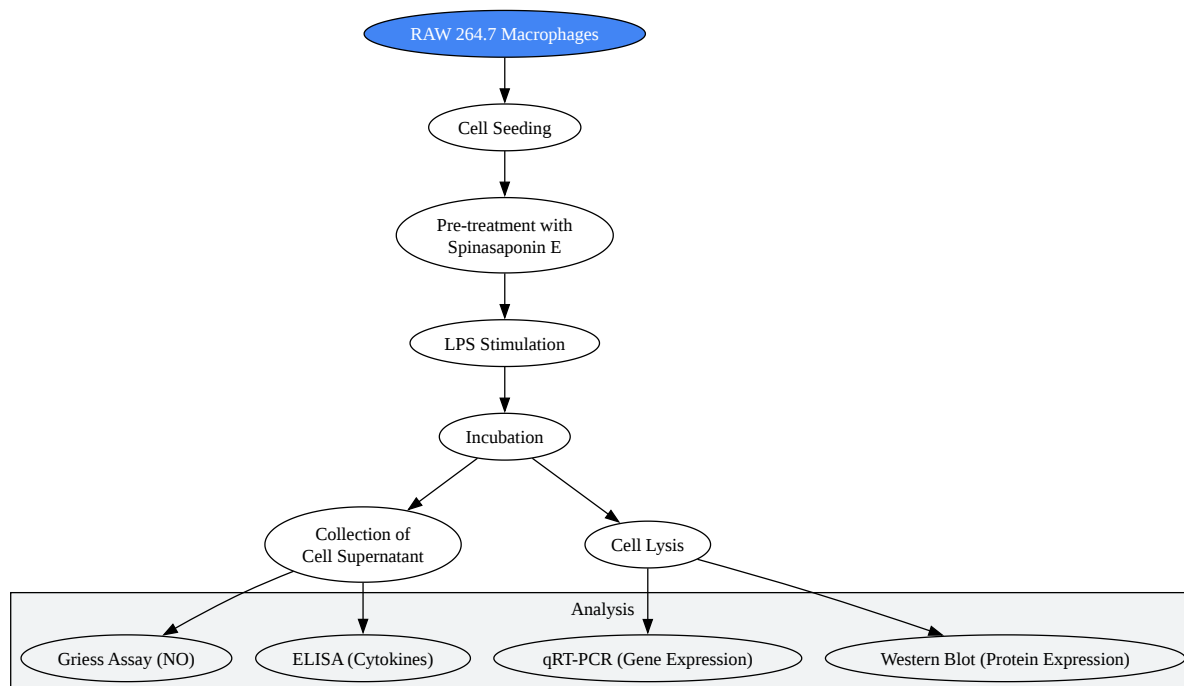 RAW 264.7 Macrophages
Cell Seeding
Pre-treatment with
Spinasaponin E
LPS Stimulation
Incubation
Collection of
Cell Supernatant
Cell Lysis
Analysis
Griess Assay (NO)
ELISA (Cytokines)
qRT-PCR (Gene Expression)
Western Blot (Protein Expression)